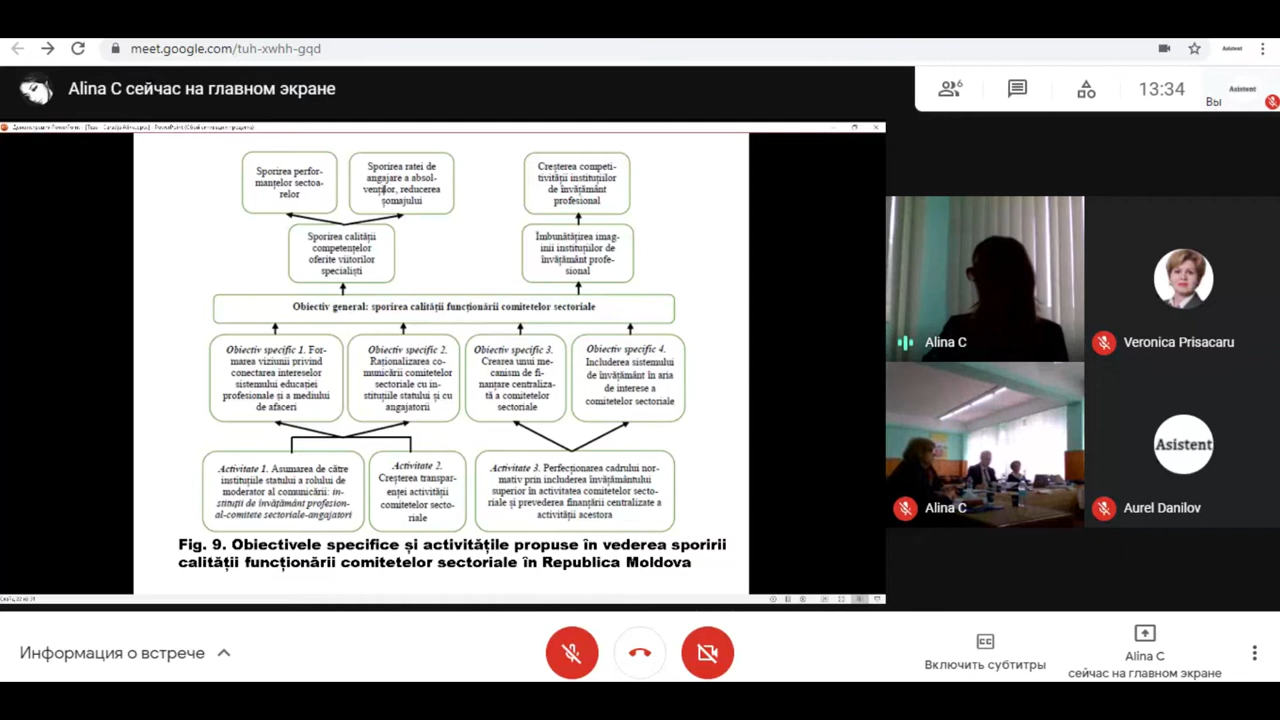 meet.google.com/tuh-xwhh-gqd
Asistent
Alina C сейчас на главном экране
6
13:34
Asistent
Вы
Sporirea perfor-
manțelor sectoa-
relor
Sporirea ratei de
angajare a absol-
venților, reducerea
șomajului
Creșterea competi-
tivității instituțiilor
de învățământ
profesional
Sporirea calității
competențelor
oferite viitorilor
specialiști
Îmbunătățirea imag-
inii instituțiilor de
învățământ profe-
sional
Obiectiv general: sporirea calității funcționării comitetelor sectoriale
Obiectiv specific 1. For-
marea viziunii privind
conectarea intereselor
sistemului educației
profesionale și a mediului
de afaceri
Obiectiv specific 2.
Raționalizarea co-
municării comitetelor
sectoriale cu in-
stituțiile statului și cu
angajatorii
Obiectiv specific 3.
Crearea unui me-
canism de fi-
nanțare centraliza-
tă a comitetelor
sectoriale
Obiectiv specific 4.
Includerea sistemului
de învățământ în aria
de interese a
comitetelor sectoriale
Activitate 1. Asumarea de către
instituțiile statului a rolului de
moderator al comunicării: in-
stituții de învățământ profesion-
al-comitete sectoriale-angajatori
Activitate 2.
Creșterea transpar-
enței activității
comitetelor secto-
riale
Activitate 3. Perfecționarea cadrului nor-
mativ prin includerea învățământului
superior în activitatea comitetelor secto-
riale și prevederea finanțării centralizate a
activității acestora
Fig. 9. Obiectivele specifice și activitățile propuse în vederea sporirii
calității funcționării comitetelor sectoriale în Republica Moldova
Alina C
Veronica Prisacaru
Alina C
Asistent
Aurel Danilov
Информация о встрече
Включить субтитры
Alina C
сейчас на главном экране